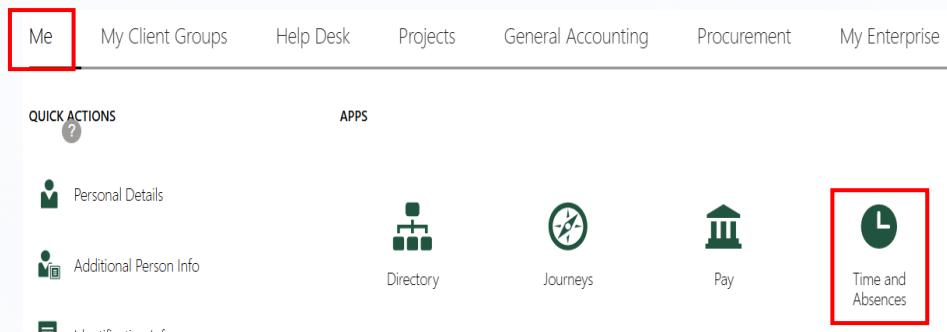 Me My Client Groups Help Desk Projects General Accounting Procurement My Enterprise
QUICK ACTIONS APPS
?
Personal Details
Additional Person Info
Directory Journeys Pay Time and
Absences